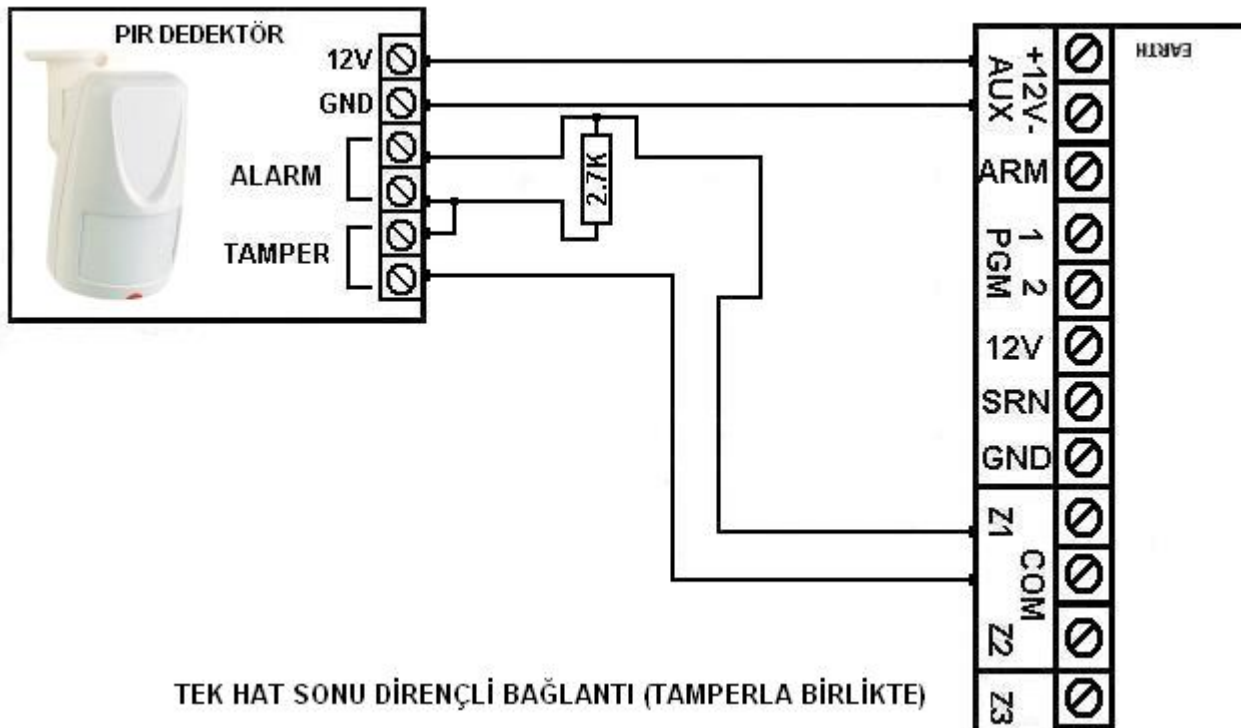 PIR DEDEKTÖR
12V
GND
ALARM
TAMPER
2.7K
+12V-
AUX
EARTH
ARM
1
2
PGM
12V
SRN
GND
Z1
COM
Z2
Z3
TEK HAT SONU DİRENÇLİ BAĞLANTI (TAMPERLA BİRLİKTE)